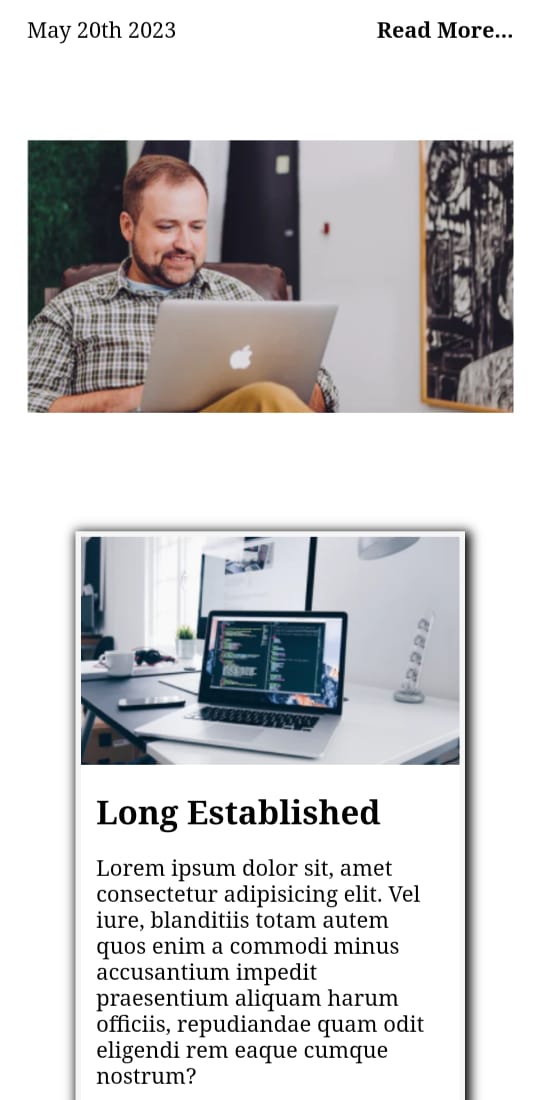 May 20th 2023 Read More...
Long Established
Lorem ipsum dolor sit, amet
consectetur adipisicing elit. Vel
iure, blanditiis totam autem
quos enim a commodi minus
accusantium impedit
praesentium aliquam harum
officiis, repudiandae quam odit
eligendi rem eaque cumque
nostrum?